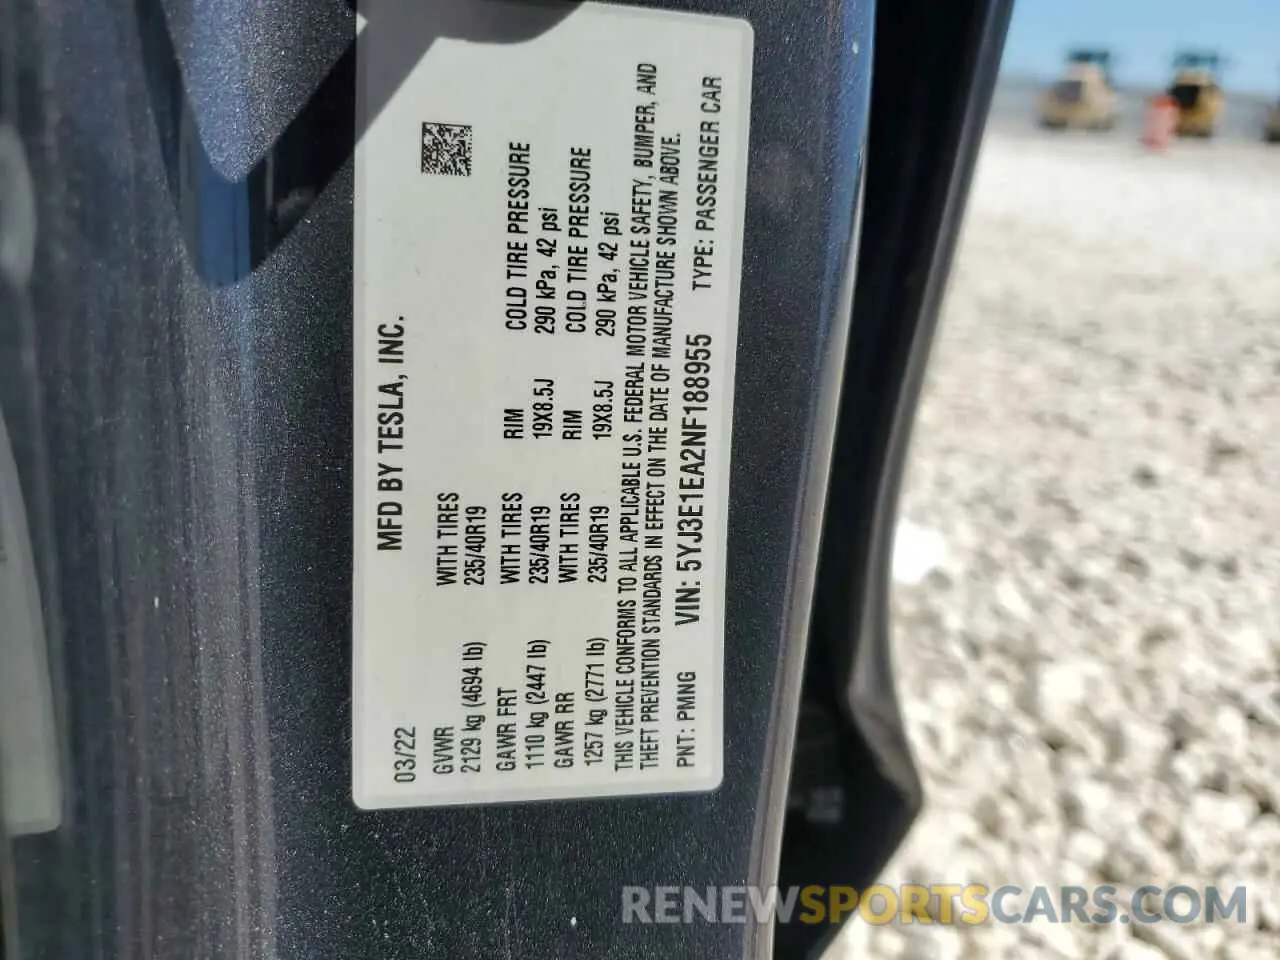 MFD BY TESLA, INC.
03/22
GVWR WITH TIRES
2129 kg (4694 lb) 235/40R19
GAWR FRT WITH TIRES RIM COLD TIRE PRESSURE
1110 kg (2447 lb) 235/40R19 19X8.5J 290 kPa, 42 psi
GAWR RR WITH TIRES RIM COLD TIRE PRESSURE
1257 kg (2771 lb) 235/40R19 19X8.5J 290 kPa, 42 psi
THIS VEHICLE CONFORMS TO ALL APPLICABLE U.S. FEDERAL MOTOR VEHICLE SAFETY, BUMPER, AND
THEFT PREVENTION STANDARDS IN EFFECT ON THE DATE OF MANUFACTURE SHOWN ABOVE.
PNT: PMNG VIN: 5YJ3E1EA2NF188955 TYPE: PASSENGER CAR
RENEWSPORTSCARS.COM